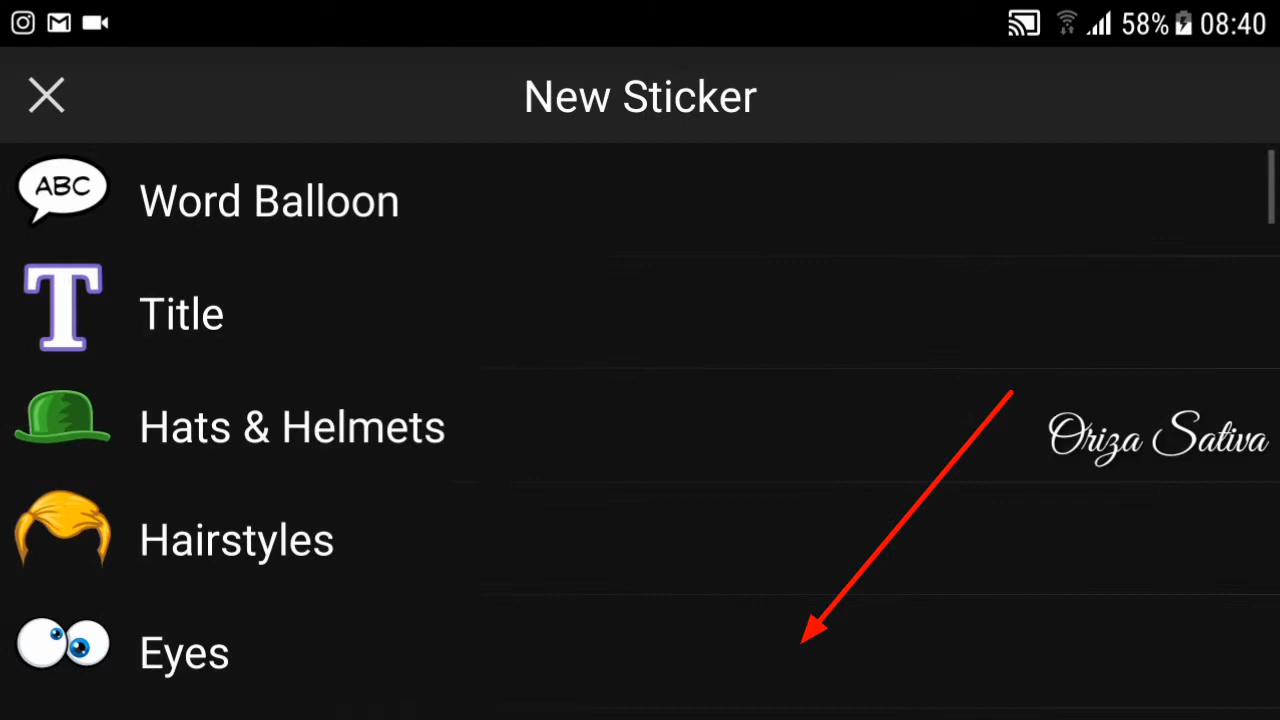 58% 08:40
New Sticker
ABC
Word Balloon
T
Title
Hats & Helmets
Oriza Sativa
Hairstyles
Eyes